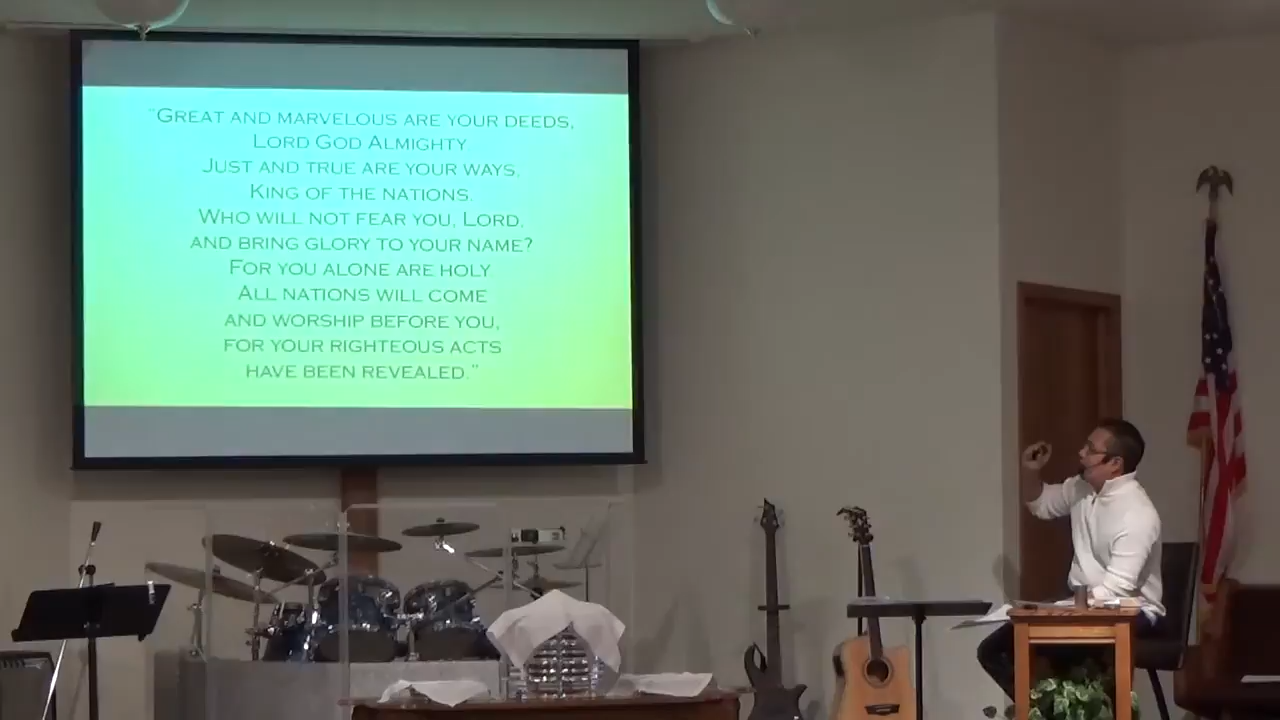 "Great and marvelous are your deeds,
Lord God Almighty
Just and true are your ways,
King of the nations.
Who will not fear you, Lord,
and bring glory to your name?
For you alone are holy
All nations will come
and worship before you,
for your righteous acts
have been revealed."